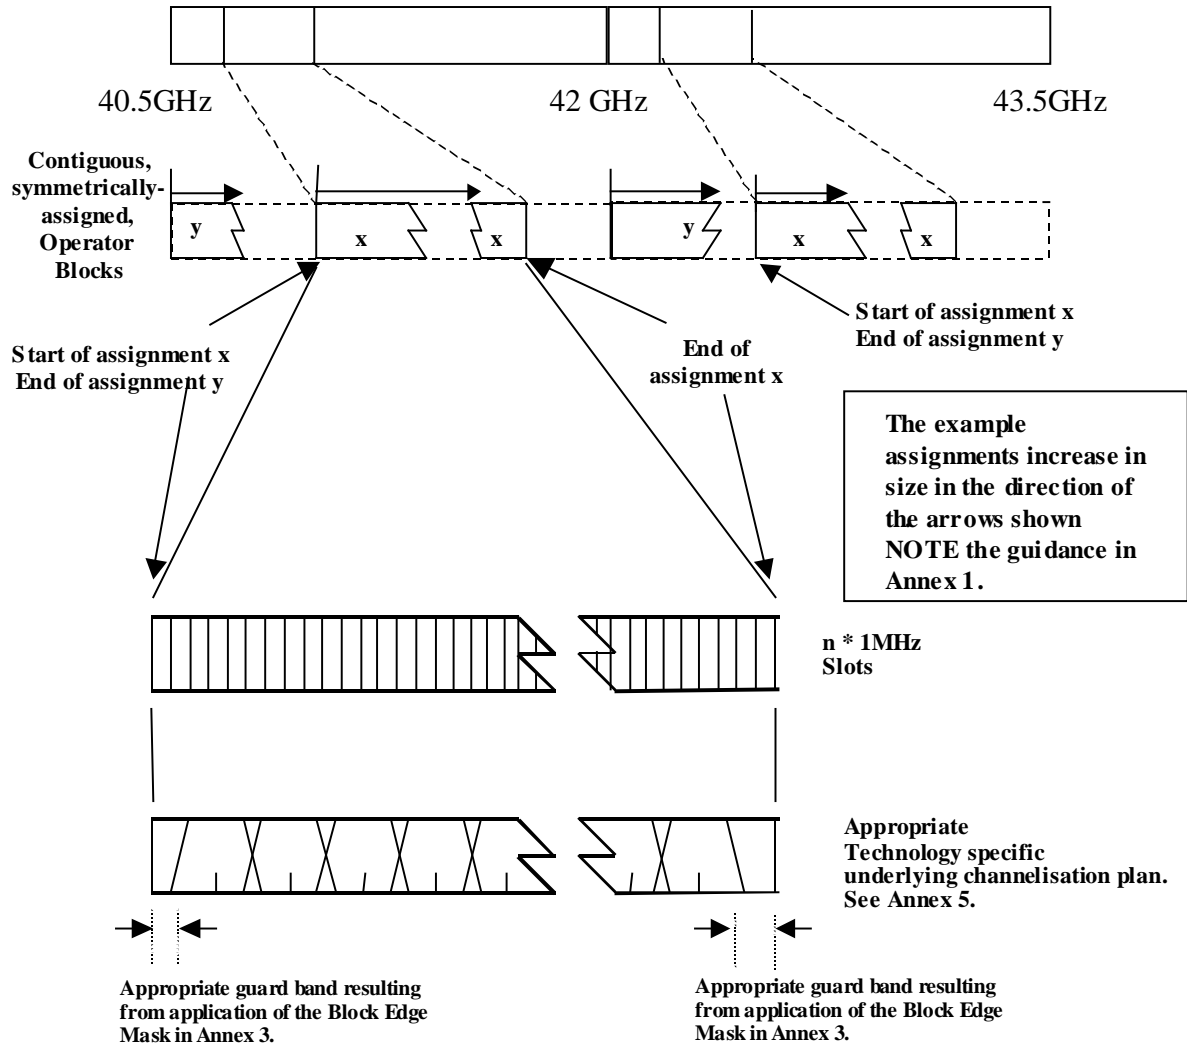 40.5GHz
42 GHz
43.5GHz
Contiguous,
symmetrically-
assigned,
Operator
Blocks
y
x
x
y
x
x
Start of assignment x
End of assignment y
End of
assignment x
Start of assignment x
End of assignment y
The example
assignments increase in
size in the direction of
the arrows shown
NOTE the guidance in
Annex 1.
n * 1MHz
Slots
Appropriate
Technology specific
underlying channelisation plan.
See Annex 5.
Appropriate guard band resulting
from application of the Block Edge
Mask in Annex 3.
Appropriate guard band resulting
from application of the Block Edge
Mask in Annex 3.